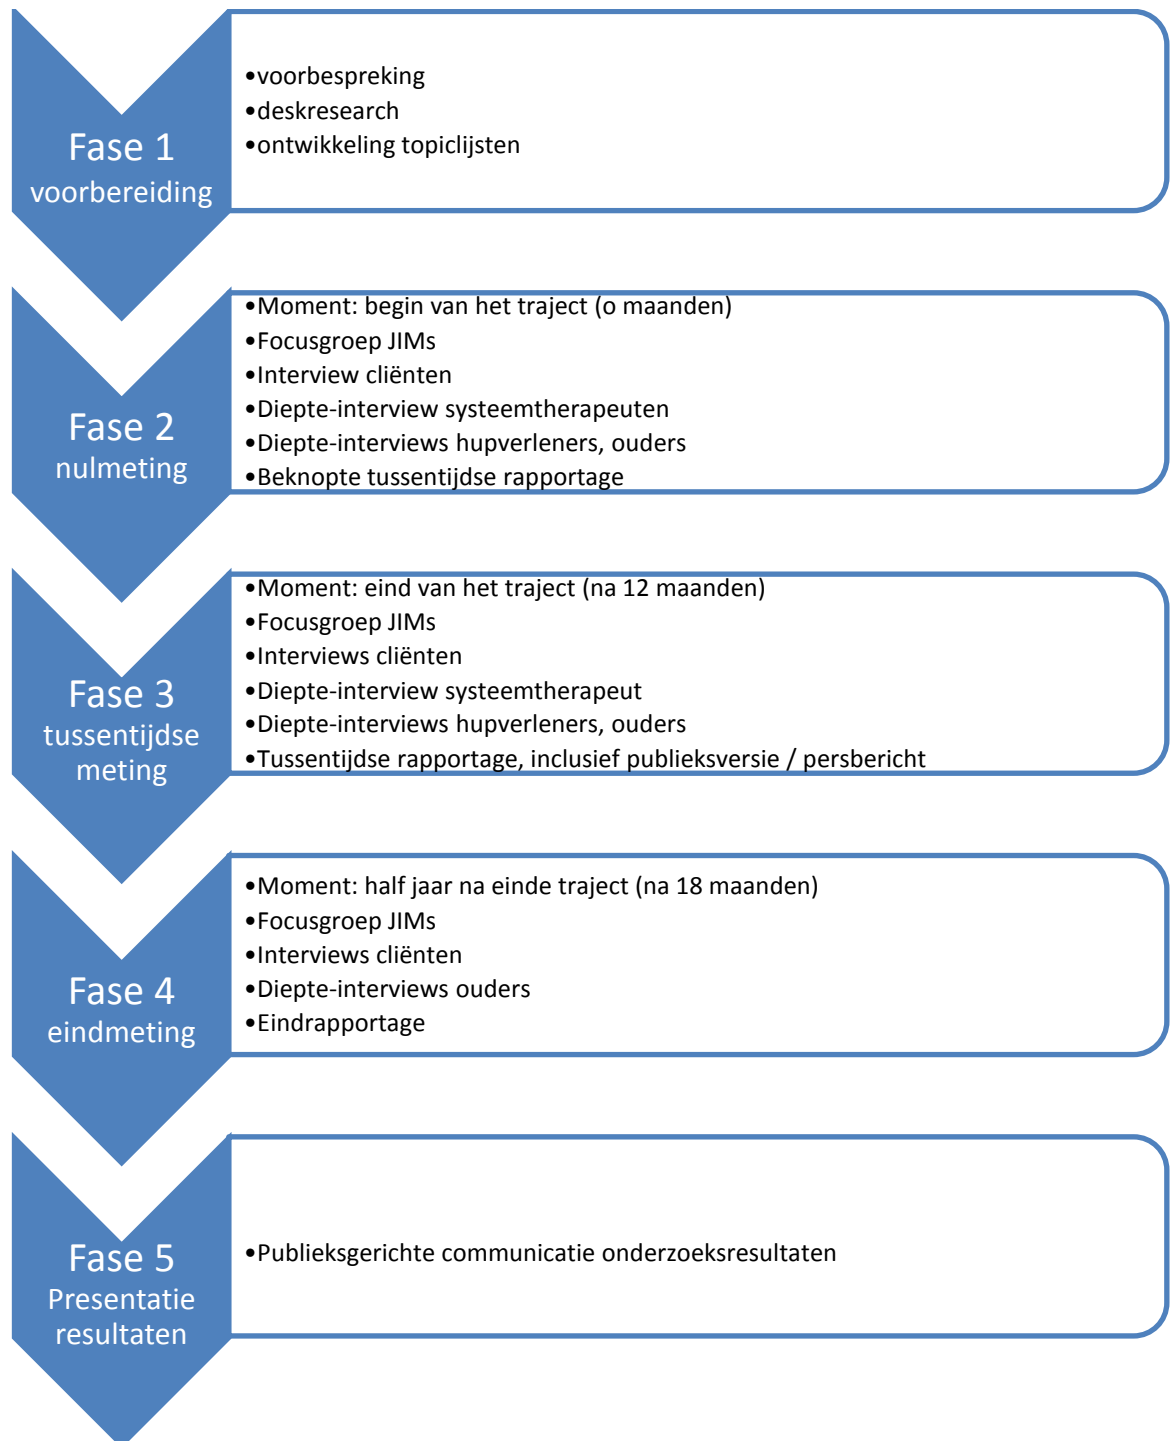 Fase 1
voorbereiding
•voorbespreking
•deskresearch
•ontwikkeling topiclijsten
Fase 2
nulmeting
•Moment: begin van het traject (o maanden)
•Focusgroep JIMs
•Interview cliënten
•Diepte-interview systeemtherapeuten
•Diepte-interviews hupverleners, ouders
•Beknopte tussentijdse rapportage
Fase 3
tussentijdse
meting
•Moment: eind van het traject (na 12 maanden)
•Focusgroep JIMs
•Interviews cliënten
•Diepte-interview systeemtherapeut
•Diepte-interviews hupverleners, ouders
•Tussentijdse rapportage, inclusief publieksversie / persbericht
Fase 4
eindmeting
•Moment: half jaar na einde traject (na 18 maanden)
•Focusgroep JIMs
•Interviews cliënten
•Diepte-interviews ouders
•Eindrapportage
Fase 5
Presentatie
resultaten
•Publieksgerichte communicatie onderzoeksresultaten